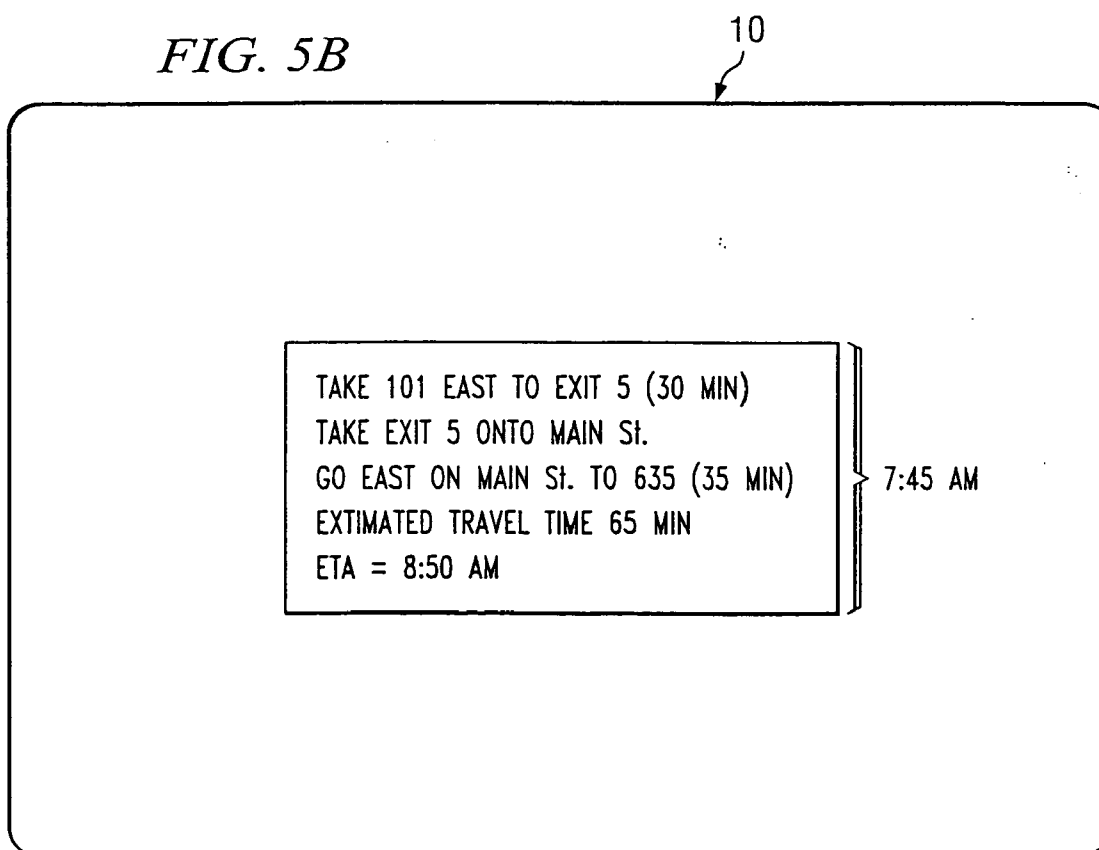 FIG. 5B
10
TAKE 101 EAST TO EXIT 5 (30 MIN)
TAKE EXIT 5 ONTO MAIN St.
GO EAST ON MAIN St. TO 635 (35 MIN)
EXTIMATED TRAVEL TIME 65 MIN
ETA = 8:50 AM
7:45 AM